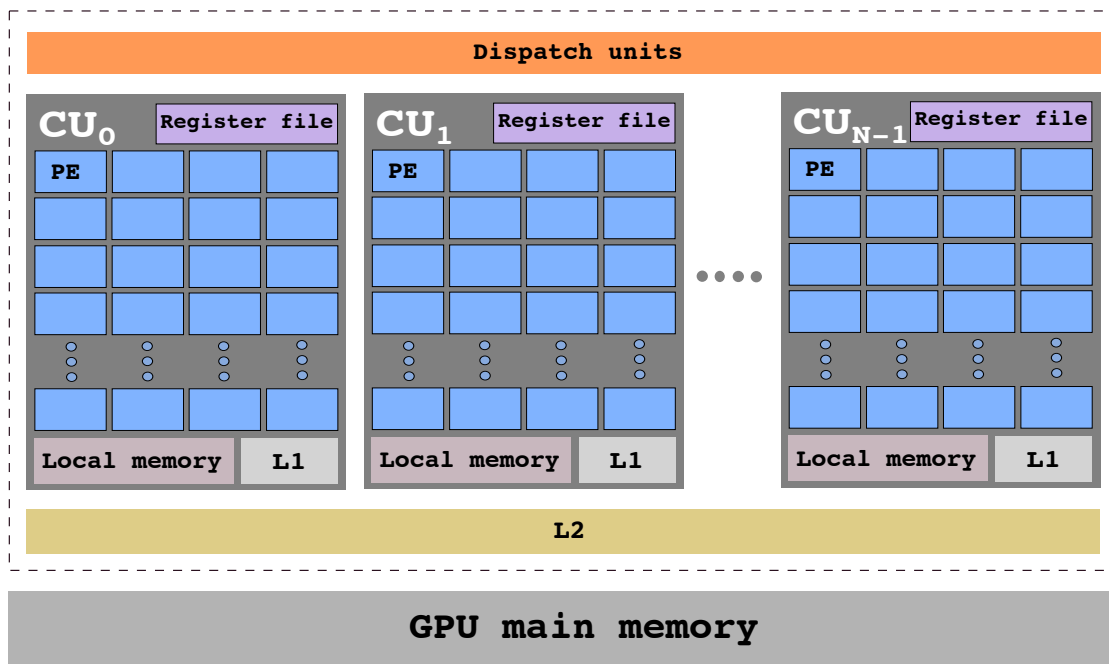 Dispatch units
CU0 Register file
PE
Local memory L1
CU1 Register file
PE
Local memory L1
CUN-1 Register file
PE
Local memory L1
L2
GPU main memory